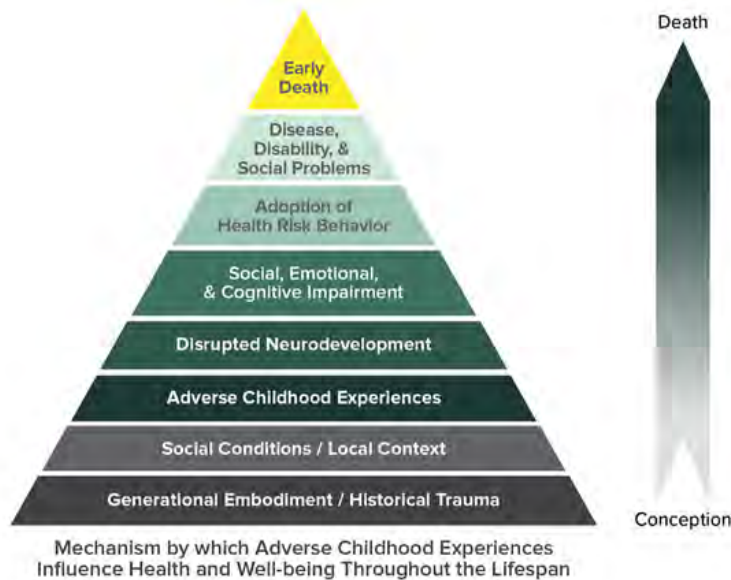 Death
Early
Death
Disease,
Disability, &
Social Problems
Adoption of
Health Risk Behavior
Social, Emotional,
& Cognitive Impairment
Disrupted Neurodevelopment
Adverse Childhood Experiences
Social Conditions / Local Context
Generational Embodiment / Historical Trauma
Conception
Mechanism by which Adverse Childhood Experiences
Influence Health and Well-being Throughout the Lifespan